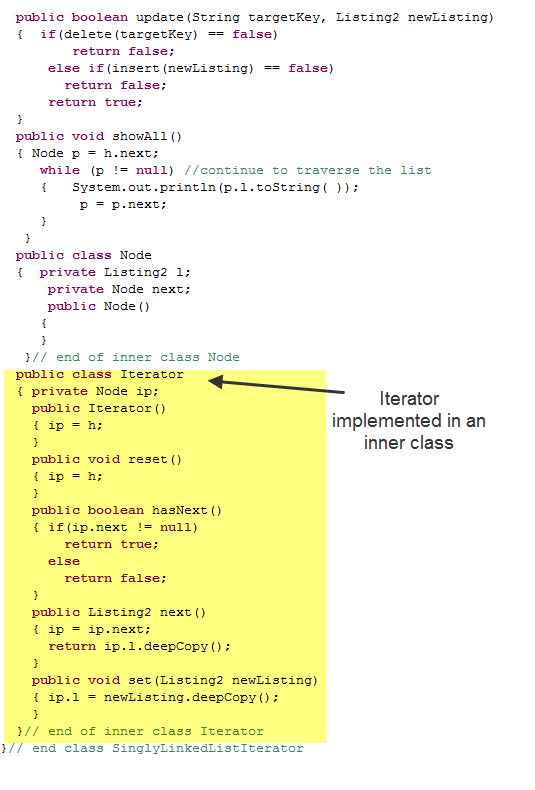 public boolean update(String targetKey, Listing2 newListing)
{ if(delete(targetKey) == false)
return false;
else if(insert(newListing) == false)
return false;
return true;
}
public void showAll()
{ Node p = h.next;
while (p != null) //continue to traverse the list
{ System.out.println(p.l.toString( ));
p = p.next;
}
}
public class Node
{ private Listing2 l;
private Node next;
public Node()
{
}
}// end of inner class Node
public class Iterator
{ private Node ip;
public Iterator()
{ ip = h;
}
public void reset()
{ ip = h;
}
public boolean hasNext()
{ if(ip.next != null)
return true;
else
return false;
}
public Listing2 next()
{ ip = ip.next;
return ip.l.deepCopy();
}
public void set(Listing2 newListing)
{ ip.l = newListing.deepCopy();
}
}// end of inner class Iterator
}// end class SinglyLinkedListIterator
Iterator
implemented in an
inner class